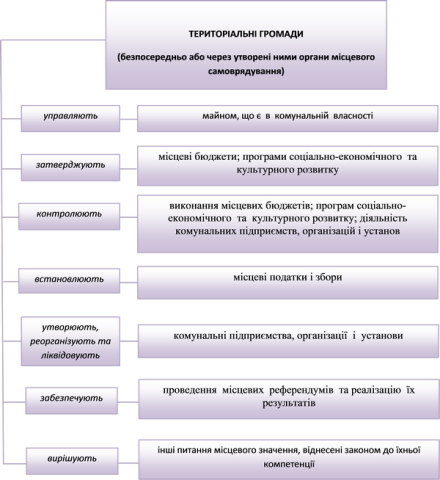 ТЕРИТОРІАЛЬНІ ГРОМАДИ
(безпосередньо або через утворені ними органи місцевого
самоврядування)
управляють
майном, що є в комунальній власності
затверджують
місцеві бюджети; програми соціально-економічного та
культурного розвитку
контролюють
виконання місцевих бюджетів; програм соціально-
економічного та культурного розвитку; діяльність
комунальних підприємств, організацій і установ
встановлюють
місцеві податки і збори
утворюють,
реорганізують та
ліквідовують
комунальні підприємства, організації і установи
забезпечують
проведення місцевих референдумів та реалізацію їх
результатів
вирішують
інші питання місцевого значення, віднесені законом до їхньої
компетенції